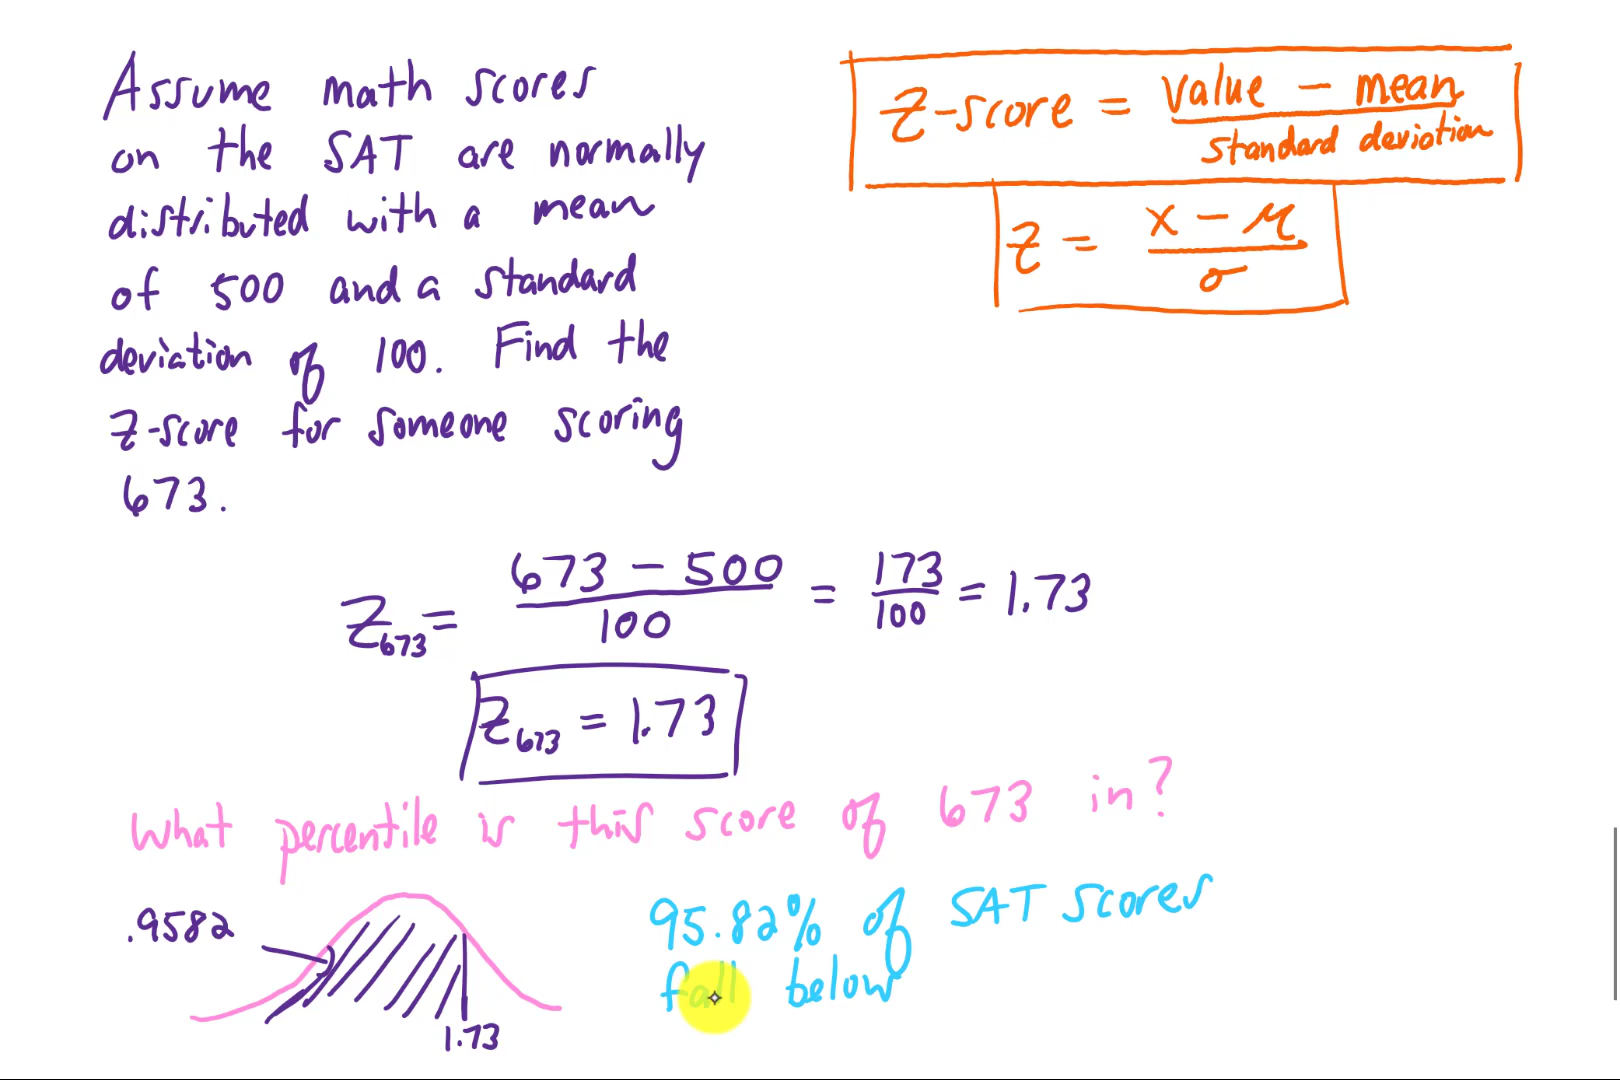 Assume math scores
on the SAT are normally
distributed with a mean
of 500 and a standard
deviation of 100. Find the
Z-score for someone scoring
673.
Z-score = value - mean / standard deviation
Z = x - μ / σ
Z673 = 673 - 500 / 100 = 173 / 100 = 1.73
Z673 = 1.73
What percentile is this score of 673 in?
.9582
1.73
95.82% of SAT scores
fall below